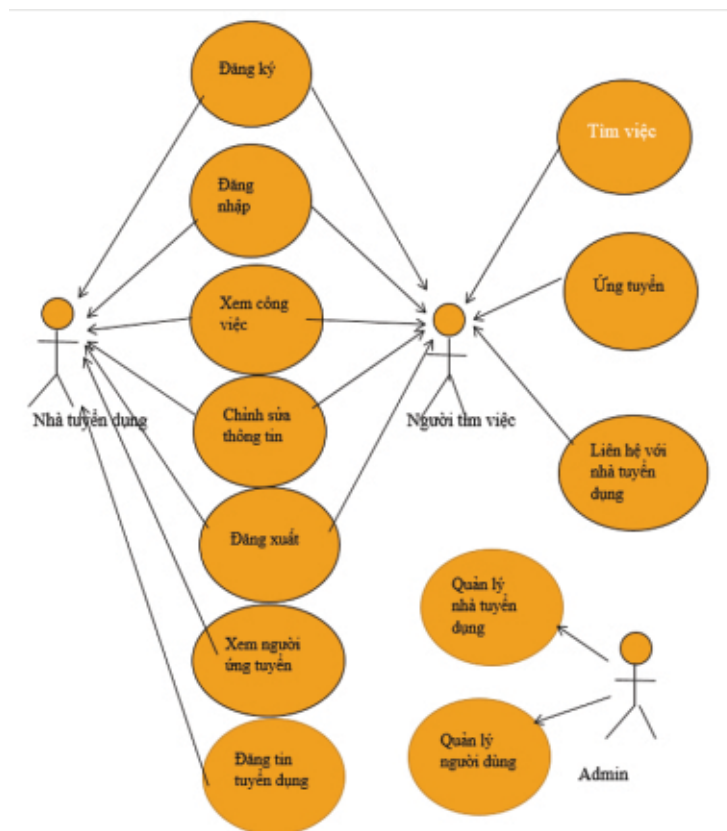 Đăng ký
Tìm việc
Đăng
nhập
Ứng tuyển
Xem công
việc
Nhà tuyển dụng
Chỉnh sửa
thông tin
Người tìm việc
Liên hệ với
nhà tuyển
dụng
Đăng xuất
Quản lý
nhà tuyển
dụng
Xem người
ứng tuyển
Quản lý
người dùng
Đăng tin
tuyển dụng
Admin